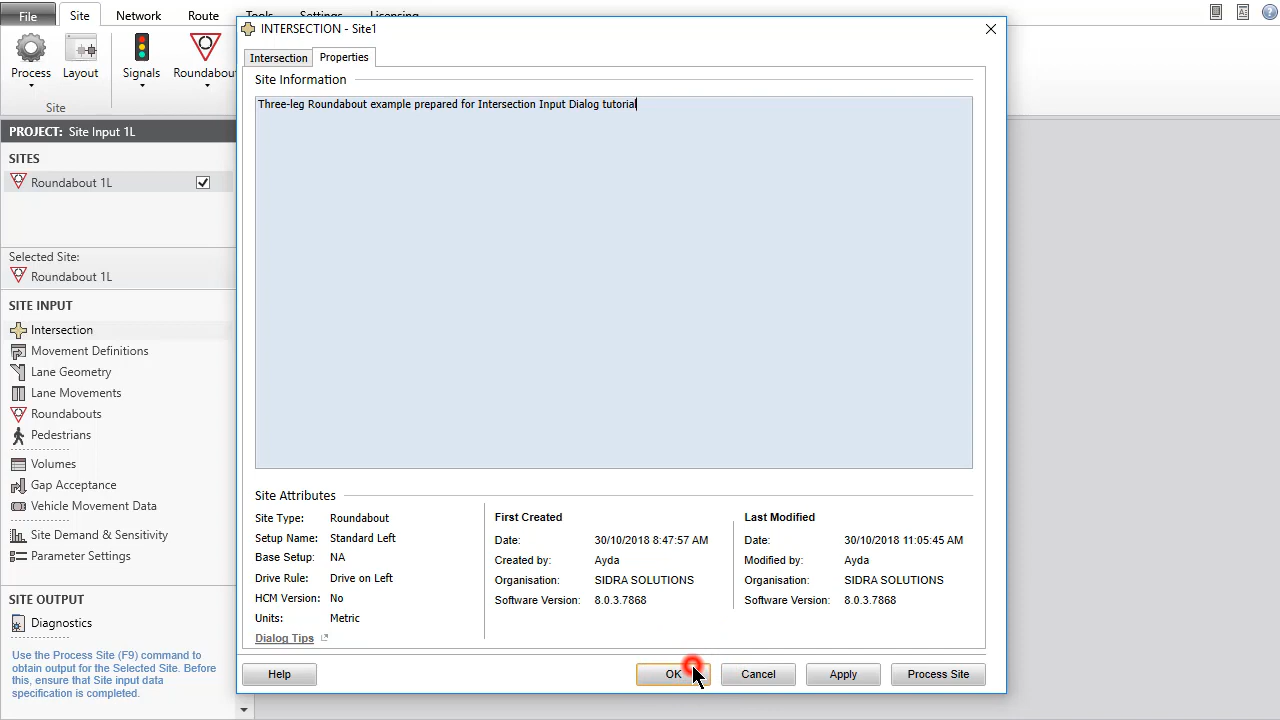 File
Site
Network
Route
Tools
Settings
Licensing
Process
Layout
Signals
Roundabou
Site
PROJECT: Site Input 1L
SITES
Roundabout 1L
Selected Site:
Roundabout 1L
SITE INPUT
Intersection
Movement Definitions
Lane Geometry
Lane Movements
Roundabouts
Pedestrians
Volumes
Gap Acceptance
Vehicle Movement Data
Site Demand & Sensitivity
Parameter Settings
SITE OUTPUT
Diagnostics
Use the Process Site (F9) command to
obtain output for the Selected Site. Before
this, ensure that Site input data
specification is completed.
INTERSECTION - Site1
Intersection
Properties
Site Information
Three-leg Roundabout example prepared for Intersection Input Dialog tutorial
Site Attributes
Site Type: Roundabout
Setup Name: Standard Left
Base Setup: NA
Drive Rule: Drive on Left
HCM Version: No
Units: Metric
Dialog Tips
First Created
Date: 30/10/2018 8:47:57 AM
Created by: Ayda
Organisation: SIDRA SOLUTIONS
Software Version: 8.0.3.7868
Last Modified
Date: 30/10/2018 11:05:45 AM
Modified by: Ayda
Organisation: SIDRA SOLUTIONS
Software Version: 8.0.3.7868
Help
OK
Cancel
Apply
Process Site